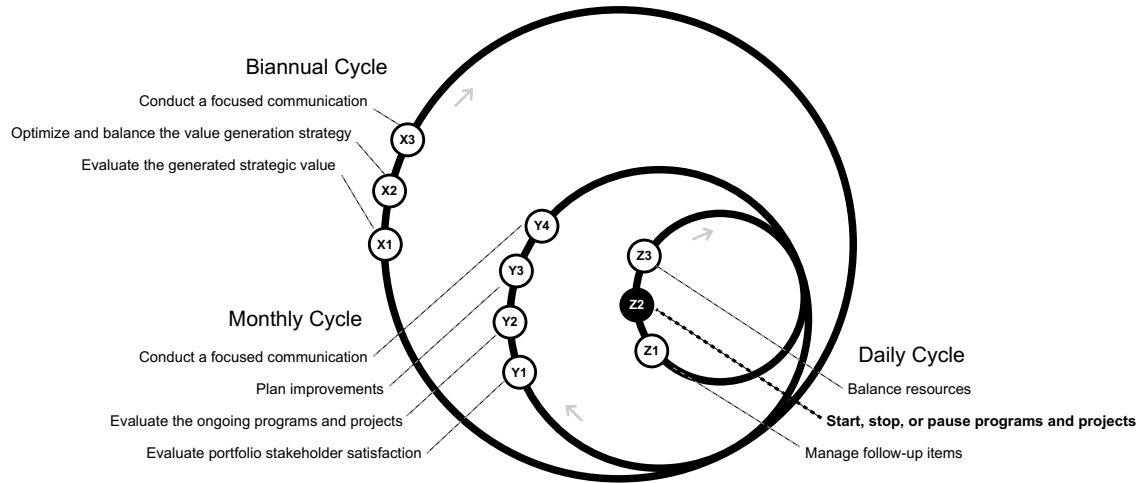 Biannual Cycle
Conduct a focused communication
Optimize and balance the value generation strategy
Evaluate the generated strategic value
X3
X2
X1
Y4
Y3
Y2
Y1
Z3
Z2
Z1
Monthly Cycle
Conduct a focused communication
Plan improvements
Evaluate the ongoing programs and projects
Evaluate portfolio stakeholder satisfaction
Daily Cycle
Balance resources
Start, stop, or pause programs and projects
Manage follow-up items